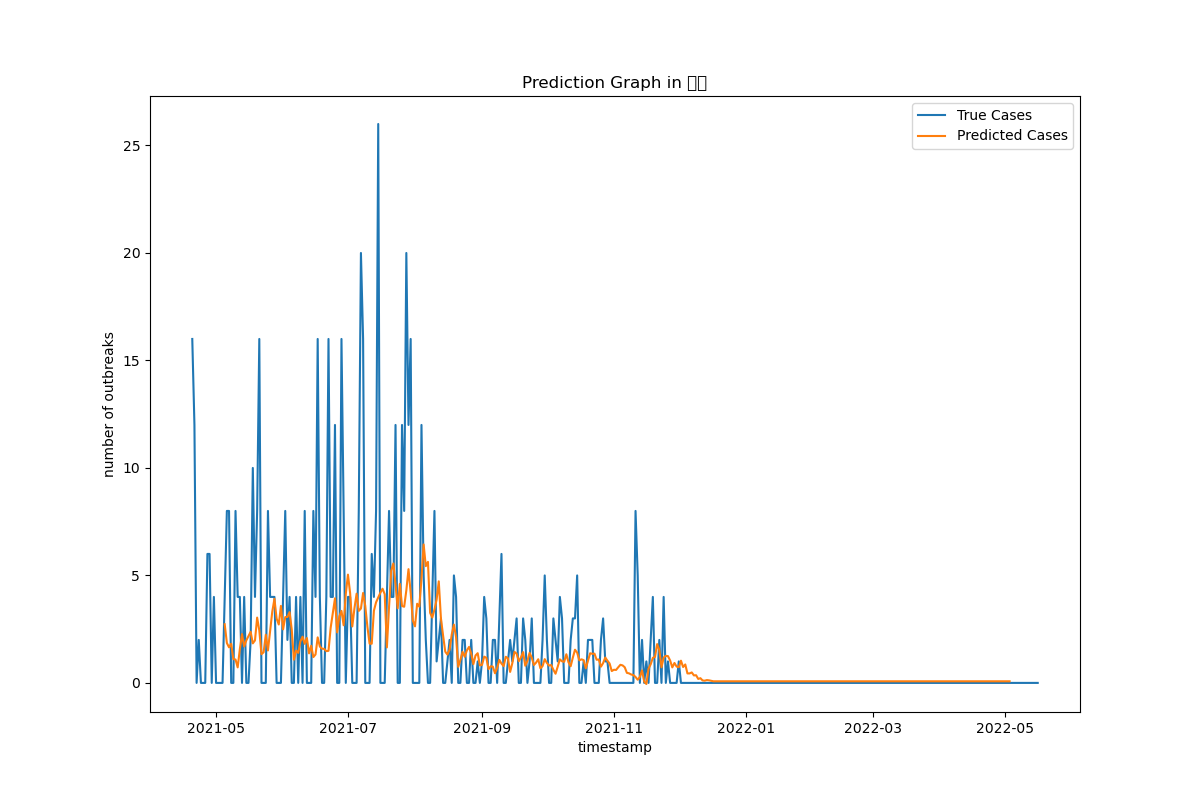 Prediction Graph in
True Cases
Predicted Cases
number of outbreaks
25
20
15
10
5
0
2021-05
2021-07
2021-09
2021-11
2022-01
2022-03
2022-05
timestamp